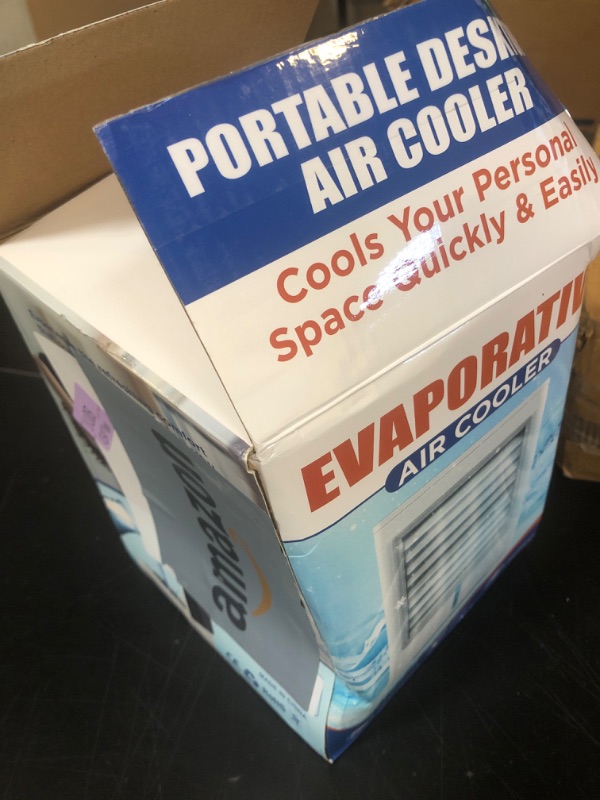 PORTABLE DESK
AIR COOLER
Cools Your Personal
Space Quickly & Easily
EVAPORATIV
AIR COOLER
amazon